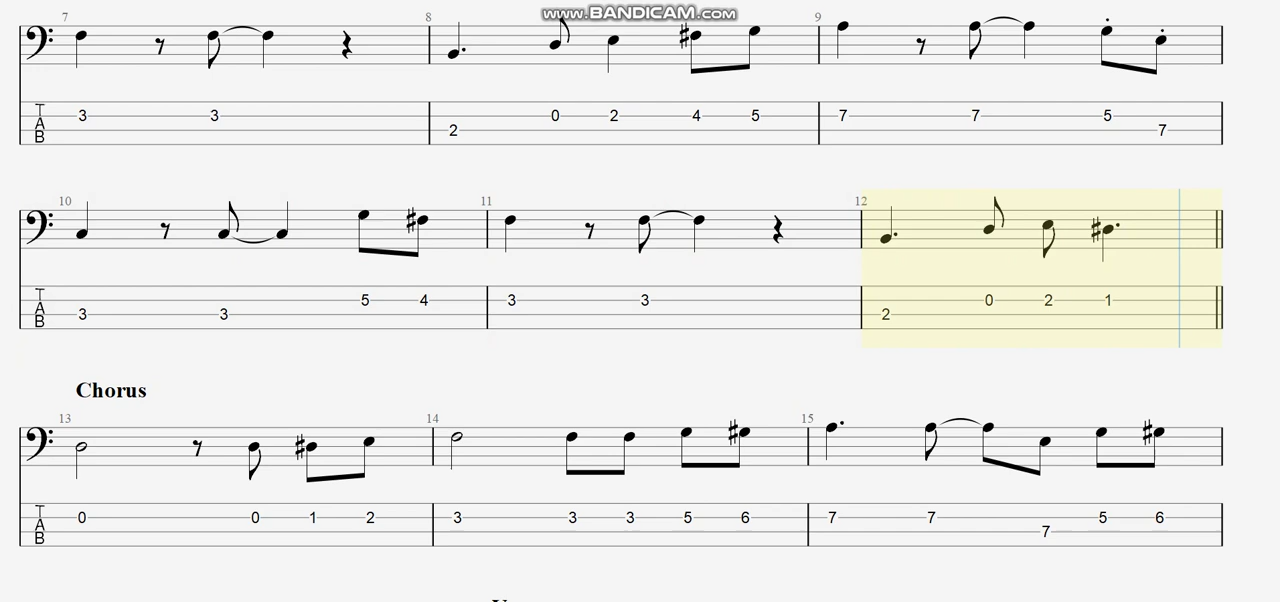 www.BANDICAM.com
7 8 9
T
A
B
3 3 2 0 2 4 5 7 7 5 7
10 11 12
T
A
B
3 3 5 4 3 3 2 0 2 1
Chorus
13 14 15
T
A
B
0 0 1 2 3 3 3 5 6 7 7 7 5 6